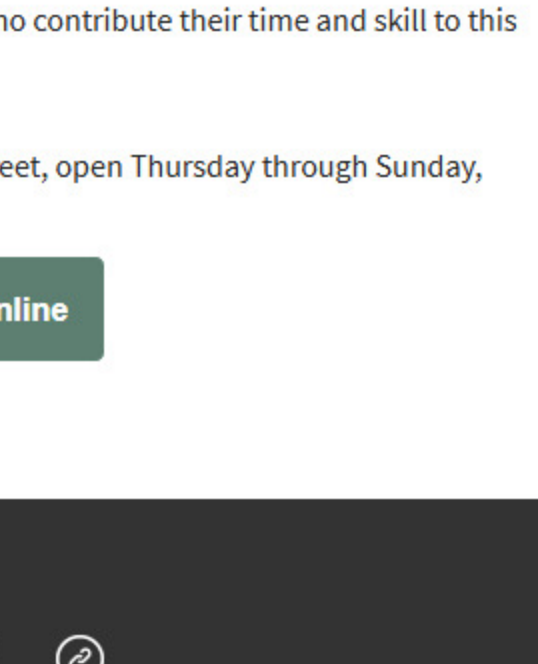 contribute their time and skill to this
open Thursday through Sunday,